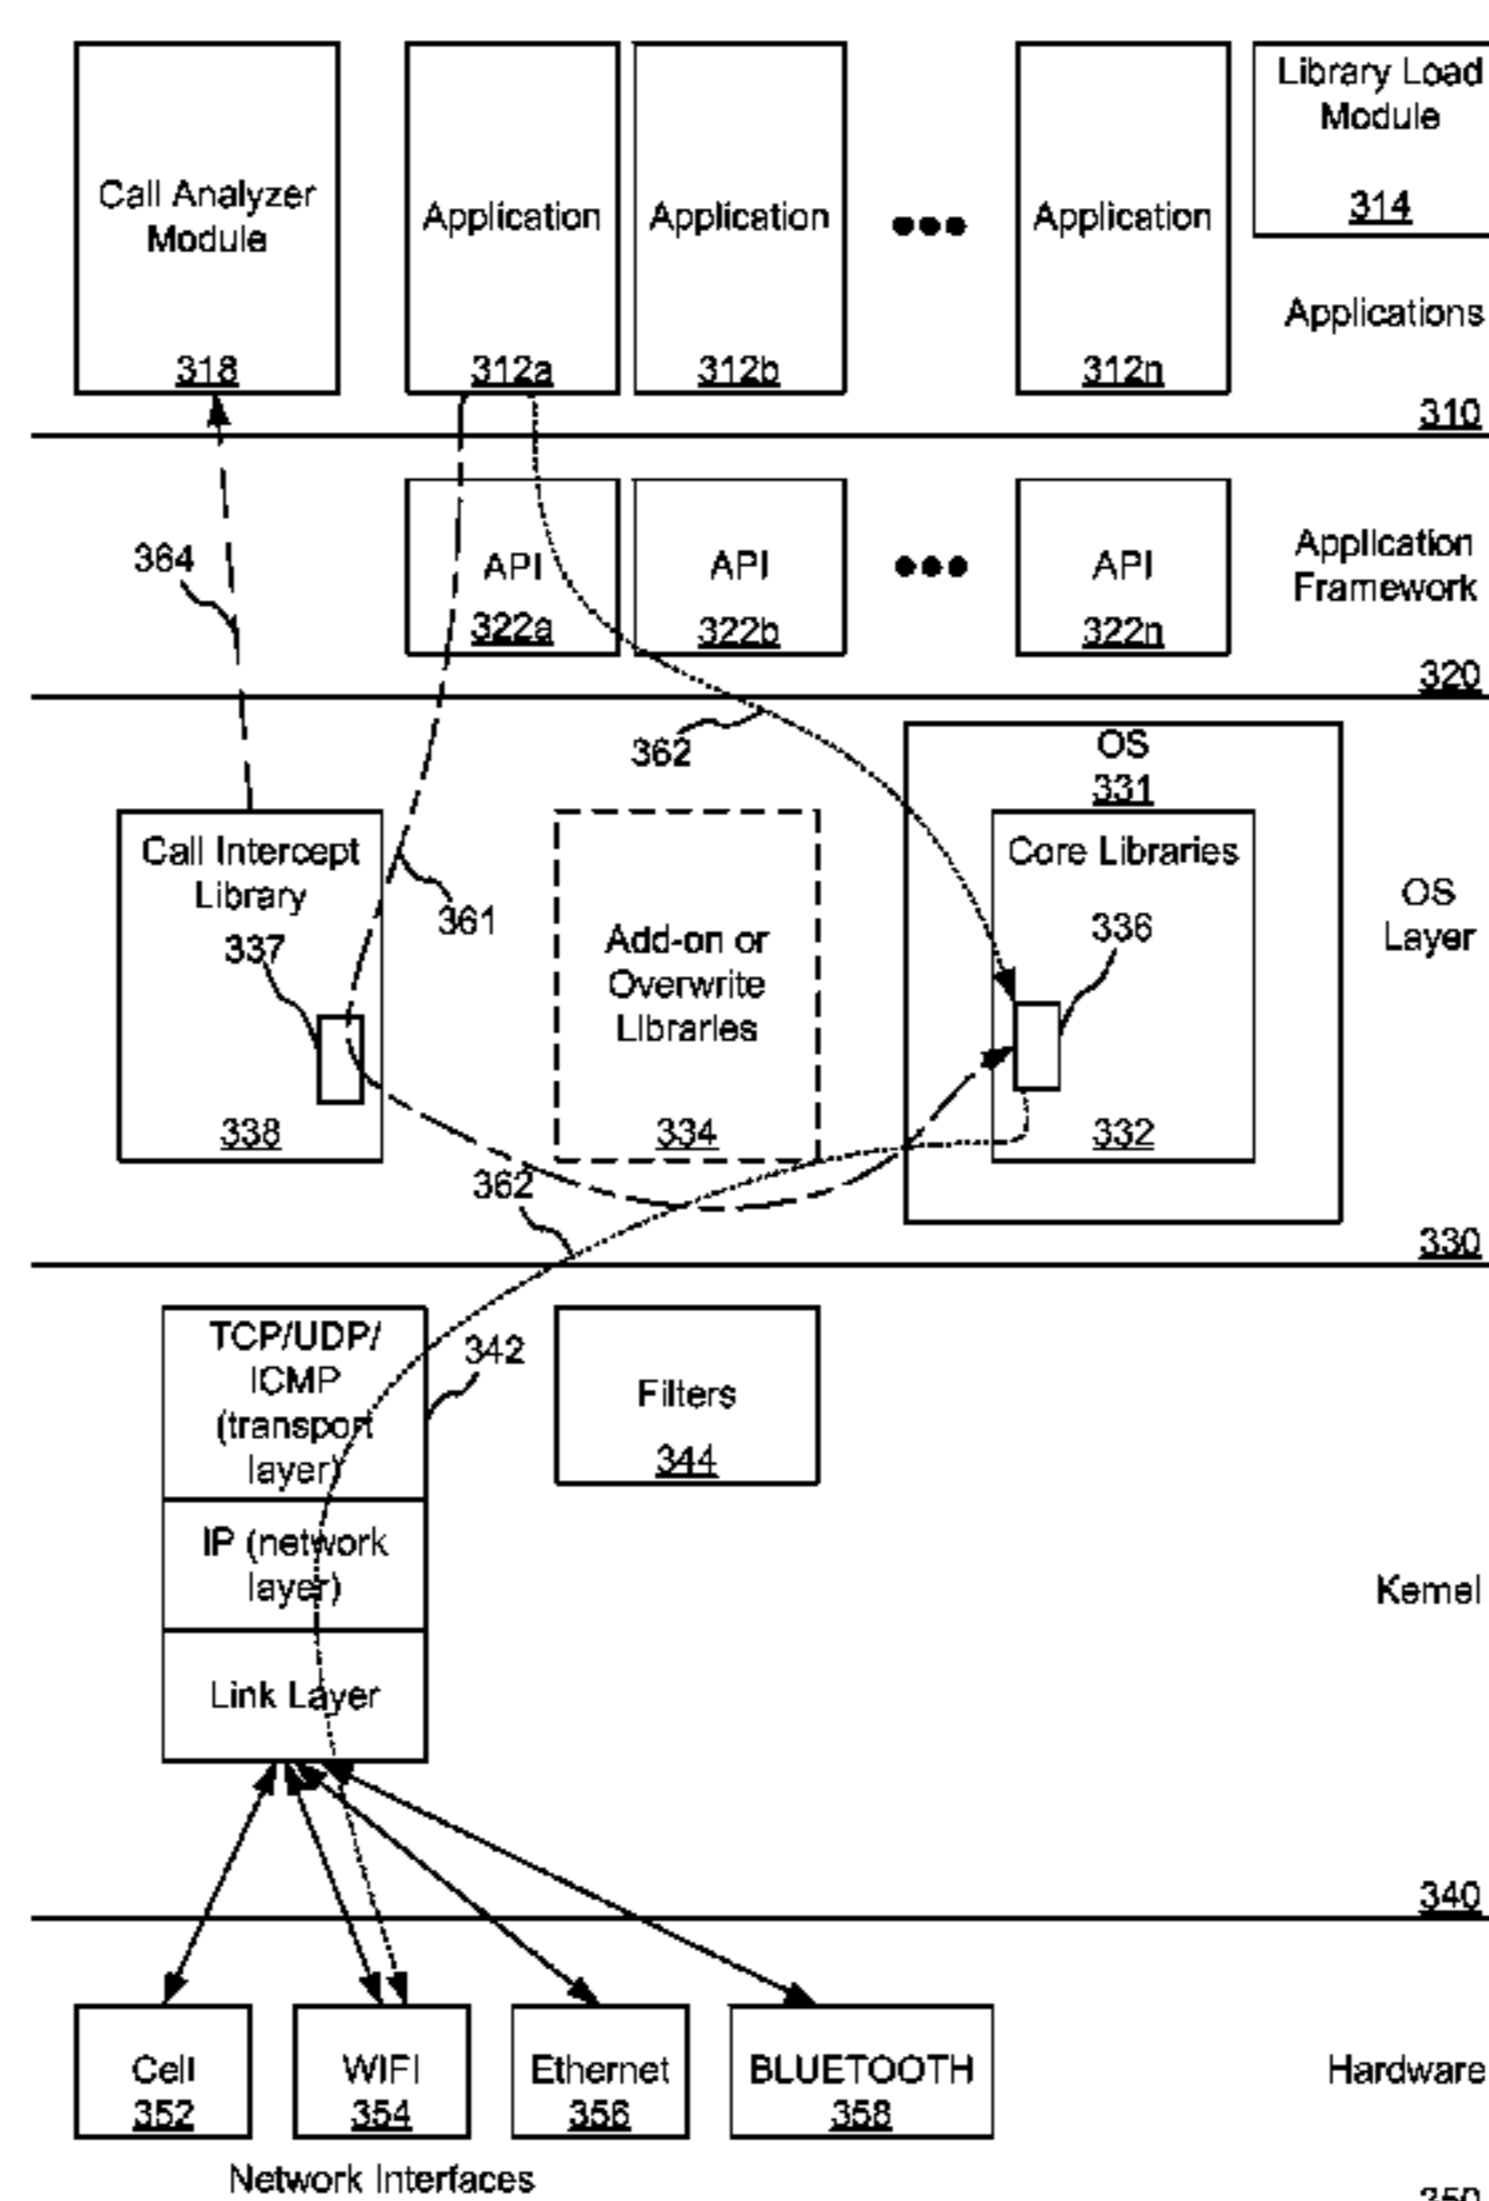 Call Analyzer
Module
318
Application
312a
Application
312b
Application
312n
Library Load
Module
314
Applications
310
364
API
322a
API
322b
API
322n
Application
Framework
320
362
OS
331
Call Intercept
Library
337
338
361
Add-on or
Overwrite
Libraries
334
Core Libraries
336
332
OS
Layer
362
330
TCP/UDP/
ICMP
(transport
layer)
342
Filters
344
IP (network
layer)
Kernel
Link Layer
340
Cell
352
WIFI
354
Ethernet
356
BLUETOOTH
358
Hardware
Network Interfaces
350